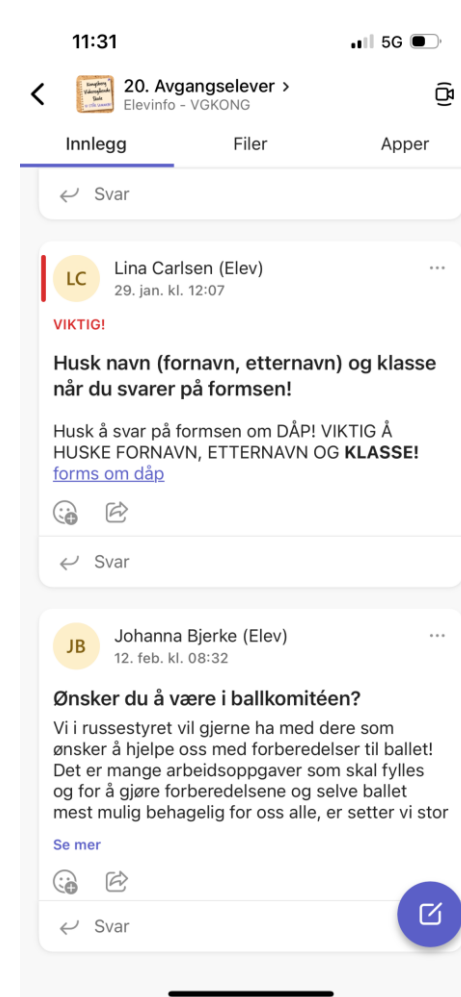 11:31
5G
20. Avgangselever >
Elevinfo - VGKONG
Innlegg
Filer
Apper
Svar
LC
Lina Carlsen (Elev)
29. jan. kl. 12:07
VIKTIG!
Husk navn (fornavn, etternavn) og klasse
når du svarer på formsen!
Husk å svar på formsen om DÅP! VIKTIG Å
HUSKE FORNAVN, ETTERNAVN OG KLASSE!
forms om dåp
Svar
JB
Johanna Bjerke (Elev)
12. feb. kl. 08:32
Ønsker du å være i ballkomitéen?
Vi i russestyret vil gjerne ha med dere som
ønsker å hjelpe oss med forberedelser til ballet!
Det er mange arbeidsoppgaver som skal fylles
og for å gjøre forberedelsene og selve ballet
mest mulig behagelig for oss alle, er setter vi stor
Se mer
Svar